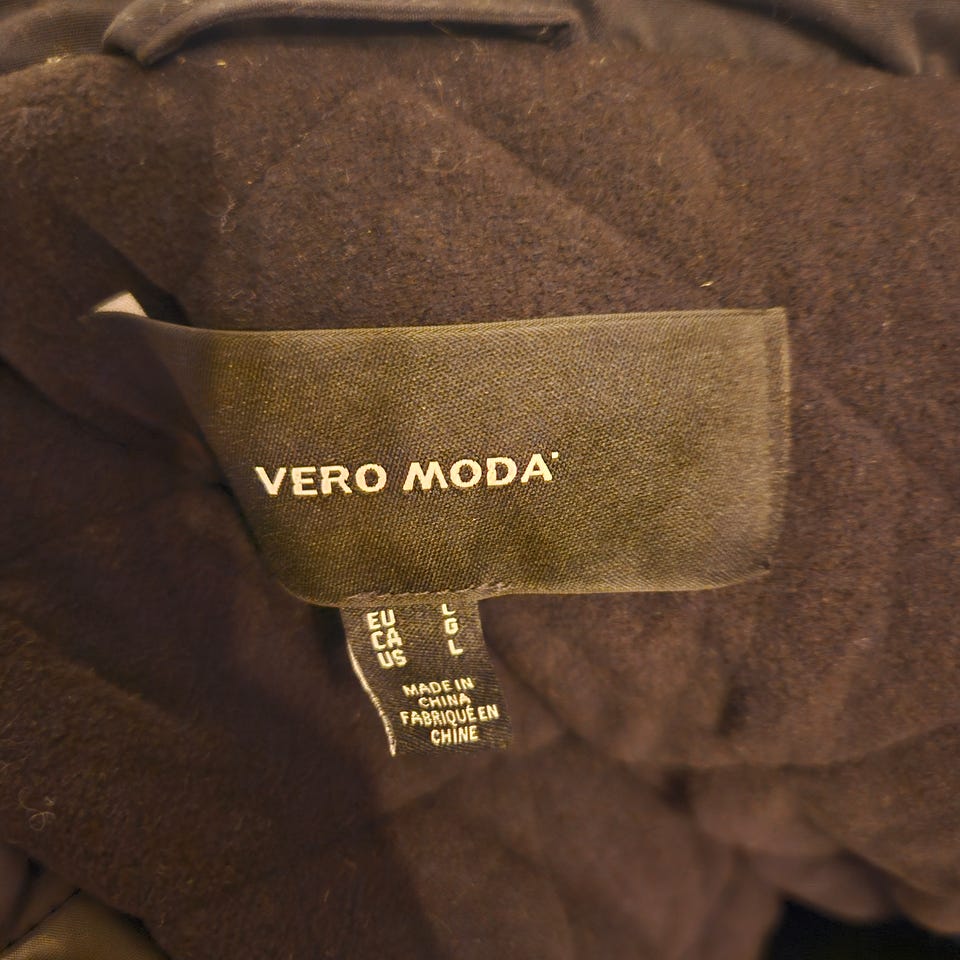 VERO MODA
EU L
CA G
US L
MADE IN
CHINA
FABRIQUÉ EN
CHINE